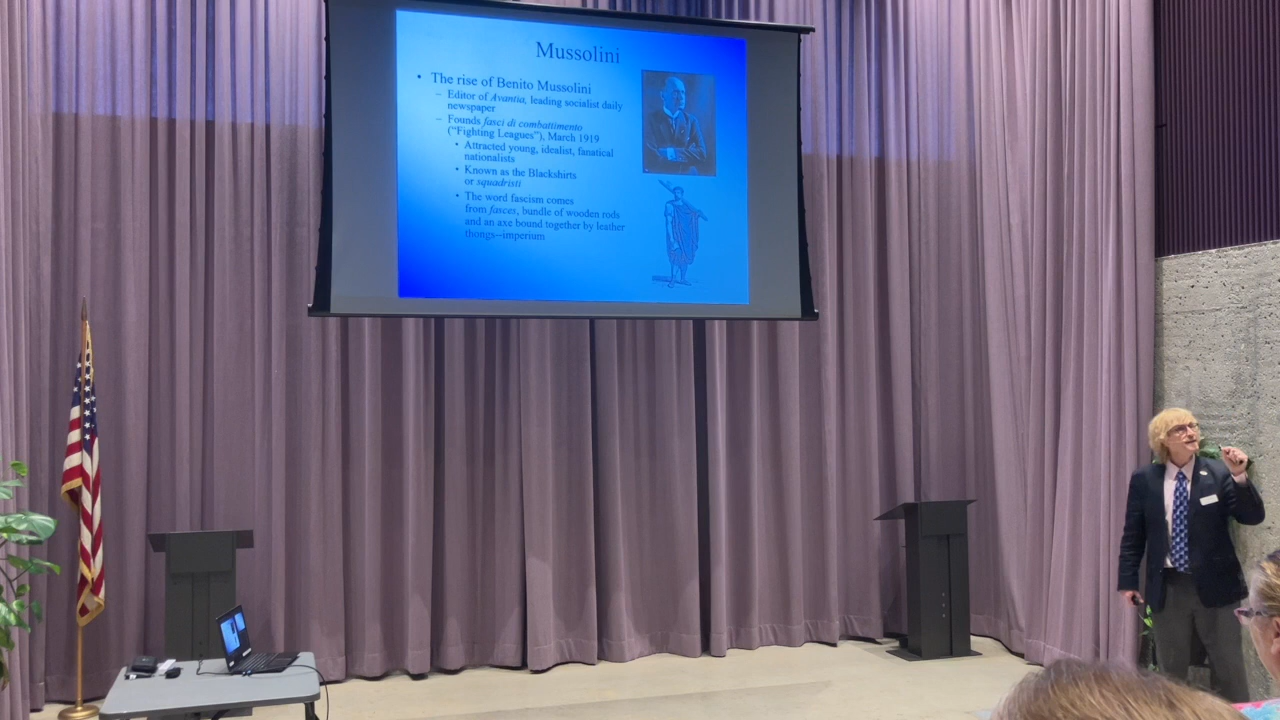 Mussolini
• The rise of Benito Mussolini
– Editor of Avantia, leading socialist daily
newspaper
– Founds fasci di combattimento
(“Fighting Leagues”), March 1919
• Attracted young, idealist, fanatical
nationalists
• Known as the Blackshirts
or squadristi
• The word fascism comes
from fasces, bundle of wooden rods
and an axe bound together by leather
thongs--imperium